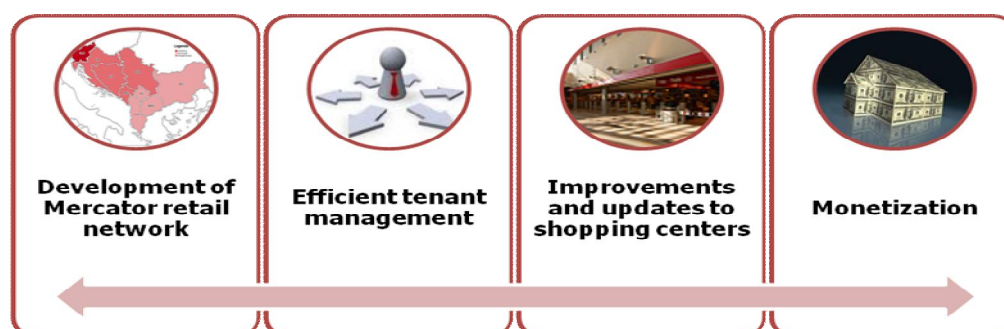 Development of
Mercator retail
network
Efficient tenant
management
Improvements
and updates to
shopping centers
Monetization